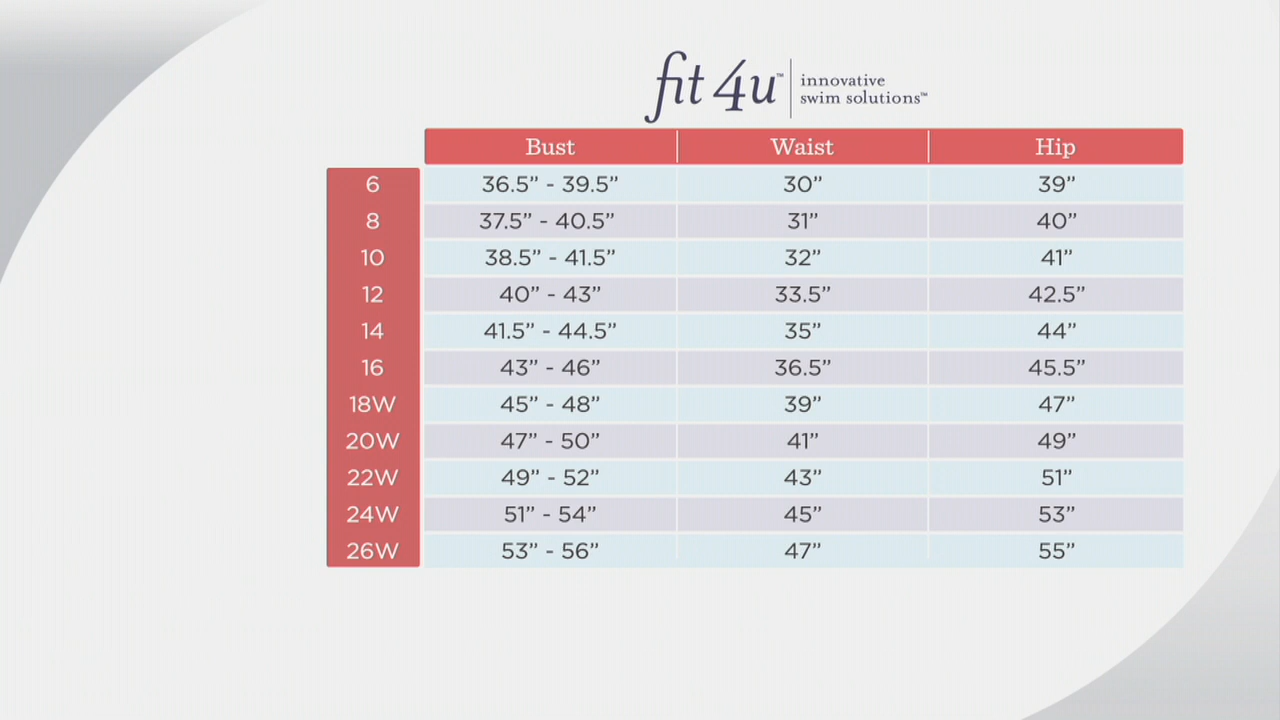 fit 4u™ innovative
swim solutions™
Bust Waist Hip
6 36.5” - 39.5” 30” 39”
8 37.5” - 40.5” 31” 40”
10 38.5” - 41.5” 32” 41”
12 40” - 43” 33.5” 42.5”
14 41.5” - 44.5” 35” 44”
16 43” - 46” 36.5” 45.5”
18W 45” - 48” 39” 47”
20W 47” - 50” 41” 49”
22W 49” - 52” 43” 51”
24W 51” - 54” 45” 53”
26W 53” - 56” 47” 55”